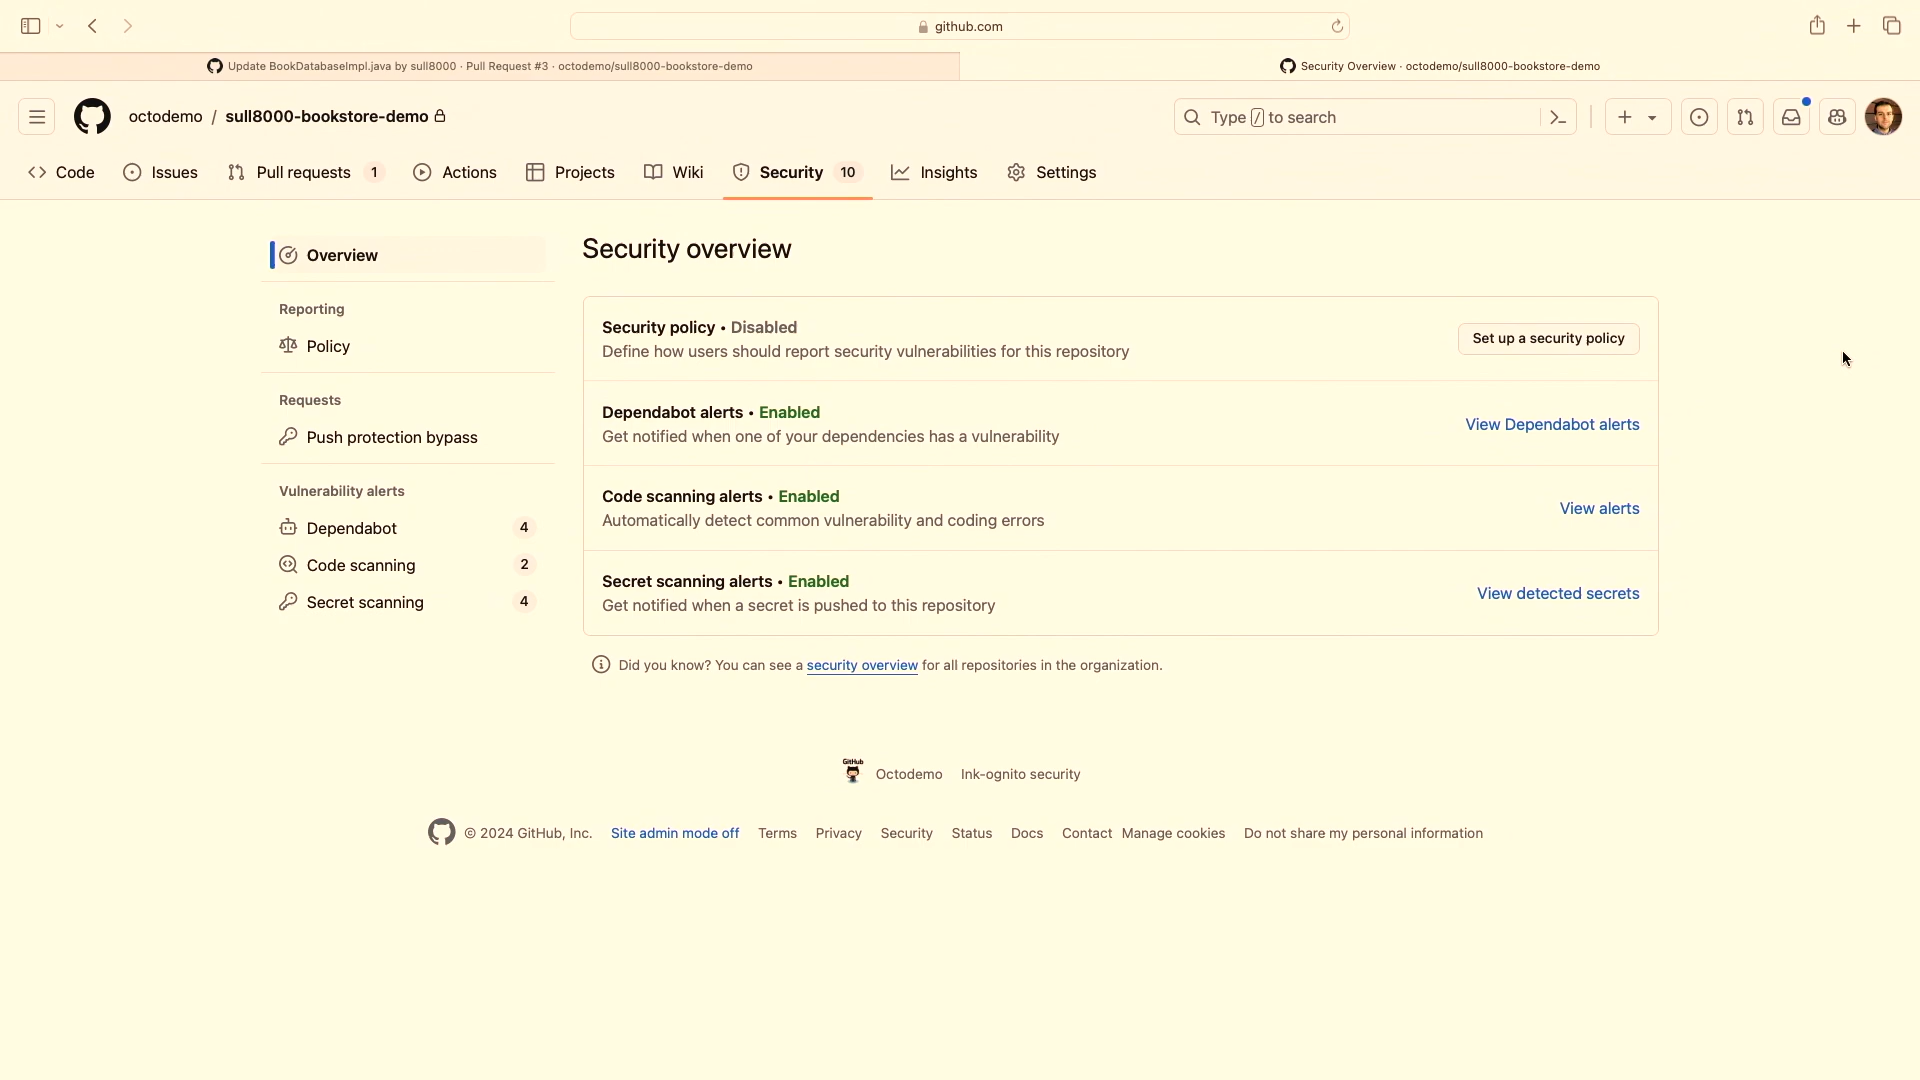 github.com
Update BookDatabaseImpl.java by sull8000 · Pull Request #3 · octodemo/sull8000-bookstore-demo
Security Overview · octodemo/sull8000-bookstore-demo
octodemo / sull8000-bookstore-demo
Type / to search
Code
Issues
Pull requests 1
Actions
Projects
Wiki
Security 10
Insights
Settings
Overview
Reporting
Policy
Requests
Push protection bypass
Vulnerability alerts
Dependabot 4
Code scanning 2
Secret scanning 4
Security overview
Security policy • Disabled
Define how users should report security vulnerabilities for this repository
Set up a security policy
Dependabot alerts • Enabled
Get notified when one of your dependencies has a vulnerability
View Dependabot alerts
Code scanning alerts • Enabled
Automatically detect common vulnerability and coding errors
View alerts
Secret scanning alerts • Enabled
Get notified when a secret is pushed to this repository
View detected secrets
Did you know? You can see a security overview for all repositories in the organization.
GitHub
Octodemo Ink-ognito security
© 2024 GitHub, Inc. Site admin mode off Terms Privacy Security Status Docs Contact Manage cookies Do not share my personal information